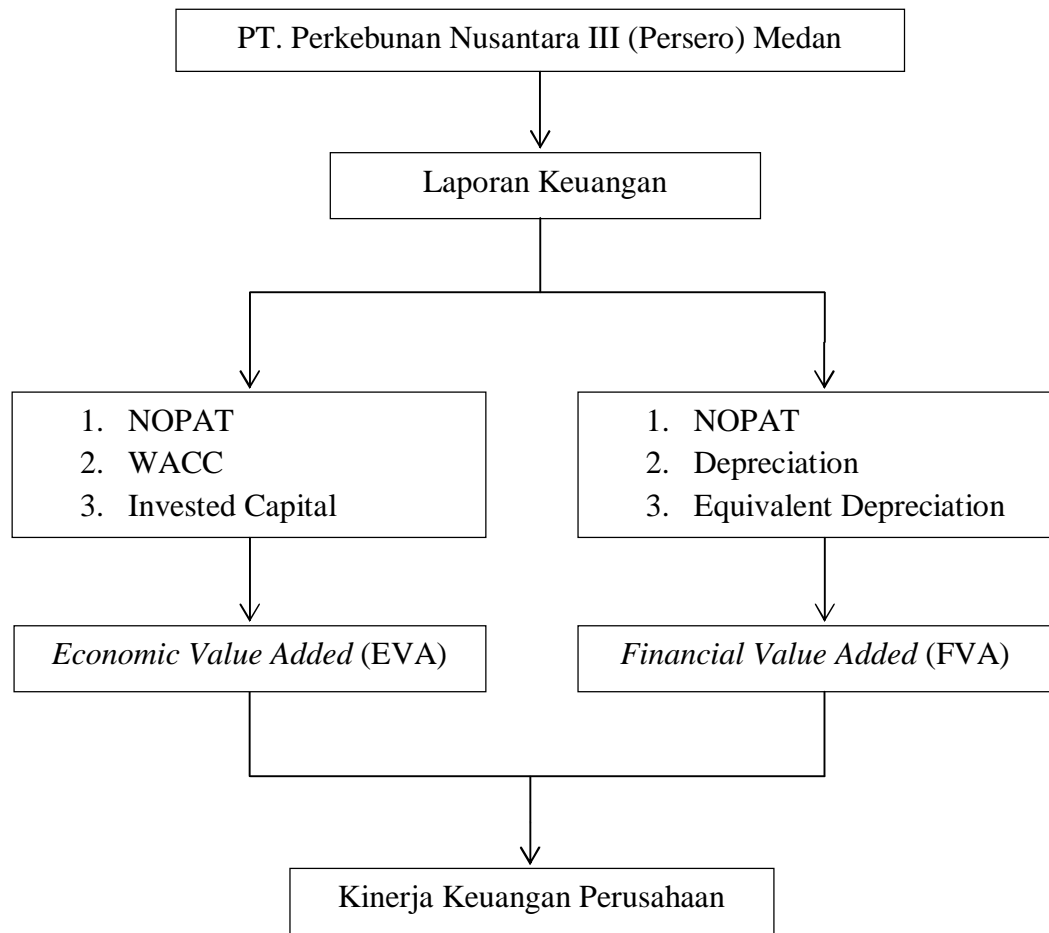 PT. Perkebunan Nusantara III (Persero) Medan
Laporan Keuangan
1. NOPAT
2. WACC
3. Invested Capital
1. NOPAT
2. Depreciation
3. Equivalent Depreciation
Economic Value Added (EVA)
Financial Value Added (FVA)
Kinerja Keuangan Perusahaan